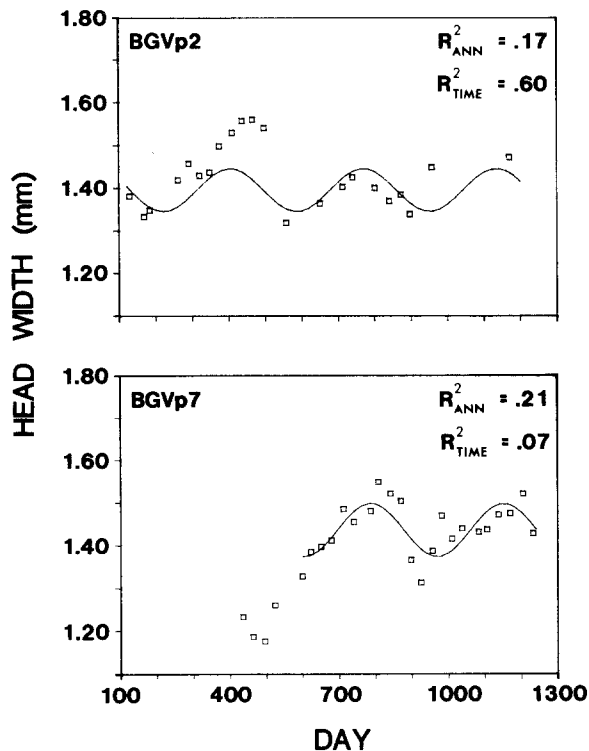 BGVp2
R²ANN = .17
R²TIME = .60
1.80
1.60
1.40
1.20
HEAD WIDTH (mm)
BGVp7
R²ANN = .21
R²TIME = .07
1.80
1.60
1.40
1.20
100 400 700 1000 1300
DAY